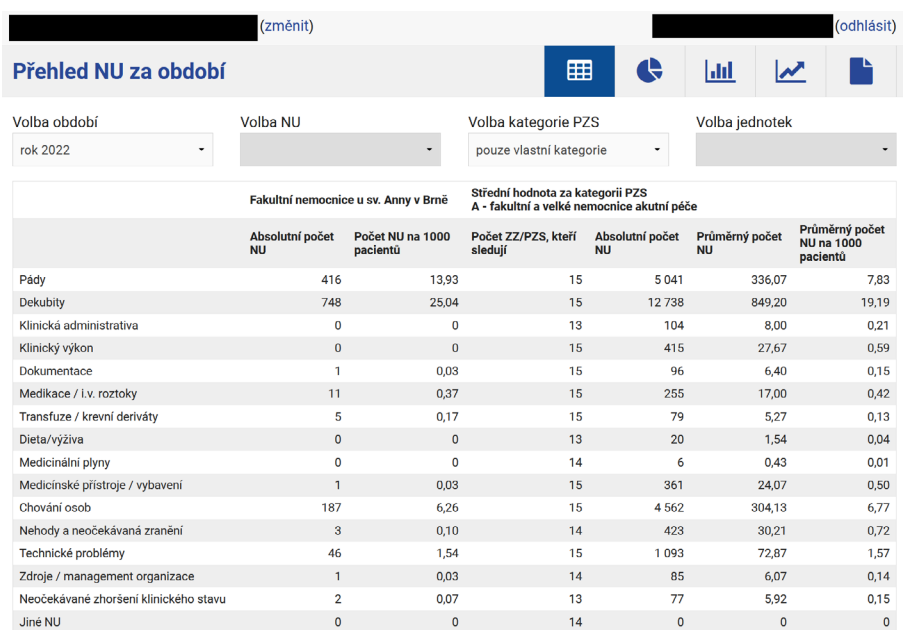 (změnit) (odhlásit)
Přehled NU za období
Volba období Volba NU Volba kategorie PZS Volba jednotek
rok 2022 pouze vlastní kategorie
Fakultní nemocnice u sv. Anny v Brně Střední hodnota za kategorii PZS
A - fakultní a velké nemocnice akutní péče
Absolutní počet NU Počet NU na 1000 pacientů Počet ZZ/PZS, kteří sledují Absolutní počet NU Průměrný počet NU Průměrný počet NU na 1000 pacientů
Pády 416 13,93 15 5 041 336,07 7,83
Dekubity 748 25,04 15 12 738 849,20 19,19
Klinická administrativa 0 0 13 104 8,00 0,21
Klinický výkon 0 0 15 415 27,67 0,59
Dokumentace 1 0,03 15 96 6,40 0,15
Medikace / i.v. roztoky 11 0,37 15 255 17,00 0,42
Transfuze / krevní deriváty 5 0,17 15 79 5,27 0,13
Dieta/výživa 0 0 13 20 1,54 0,04
Medicinální plyny 0 0 14 6 0,43 0,01
Medicínské přístroje / vybavení 1 0,03 15 361 24,07 0,50
Chování osob 187 6,26 15 4 562 304,13 6,77
Nehody a neočekávaná zranění 3 0,10 14 423 30,21 0,72
Technické problémy 46 1,54 15 1 093 72,87 1,57
Zdroje / management organizace 1 0,03 14 85 6,07 0,14
Neočekávané zhoršení klinického stavu 2 0,07 13 77 5,92 0,15
Jiné NU 0 0 14 0 0 0